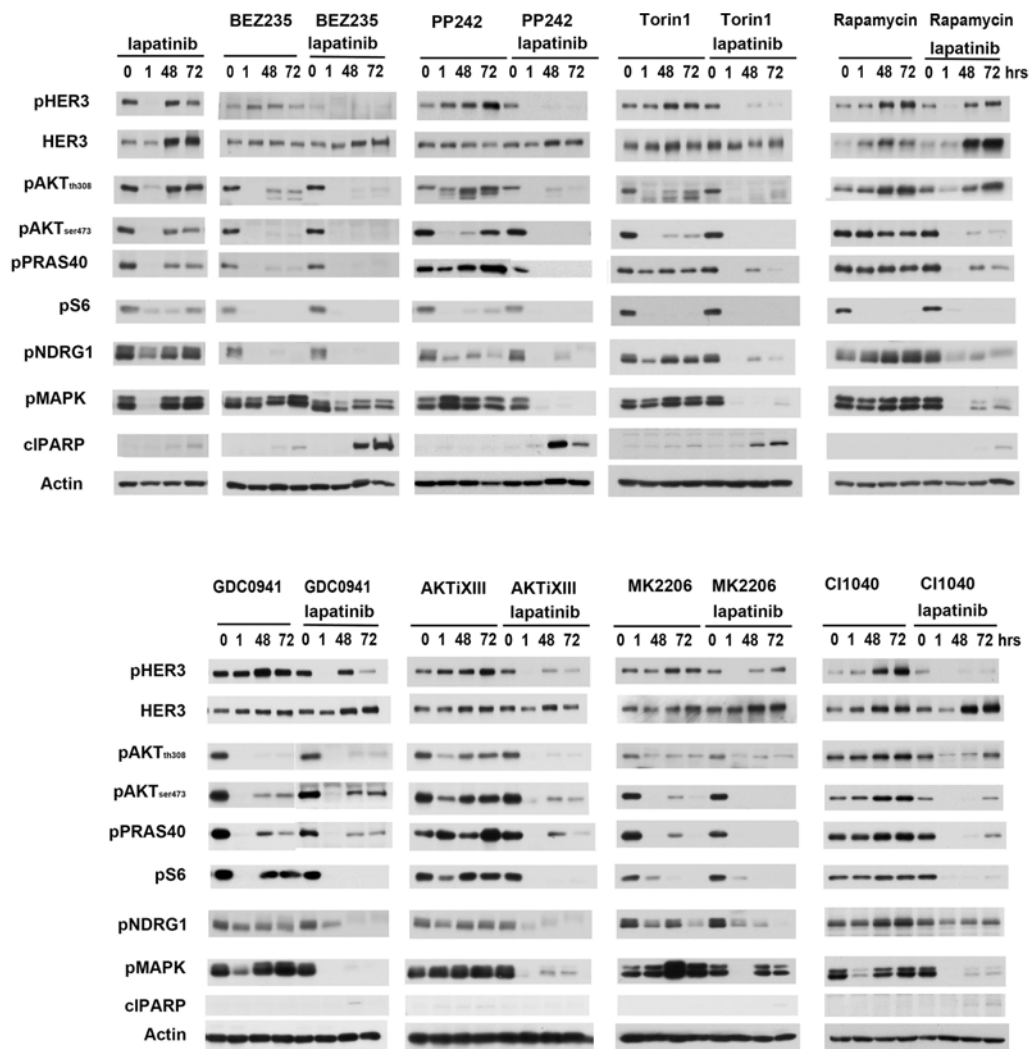 BEZ235 BEZ235 PP242 PP242 Torin1 Torin1 Rapamycin Rapamycin
lapatinib lapatinib lapatinib lapatinib lapatinib
0 1 48 72 0 1 48 72 0 1 48 72 0 1 48 72 0 1 48 72 0 1 48 72 0 1 48 72 0 1 48 72 0 1 48 72 hrs
pHER3
HER3
pAKTth308
pAKTser473
pPRAS40
pS6
pNDRG1
pMAPK
clPARP
Actin
GDC0941 GDC0941 AKTiXIII AKTiXIII MK2206 MK2206 CI1040 CI1040
lapatinib lapatinib lapatinib lapatinib
0 1 48 72 0 1 48 72 0 1 48 72 0 1 48 72 0 1 48 72 0 1 48 72 0 1 48 72 0 1 48 72 hrs
pHER3
HER3
pAKTth308
pAKTser473
pPRAS40
pS6
pNDRG1
pMAPK
clPARP
Actin